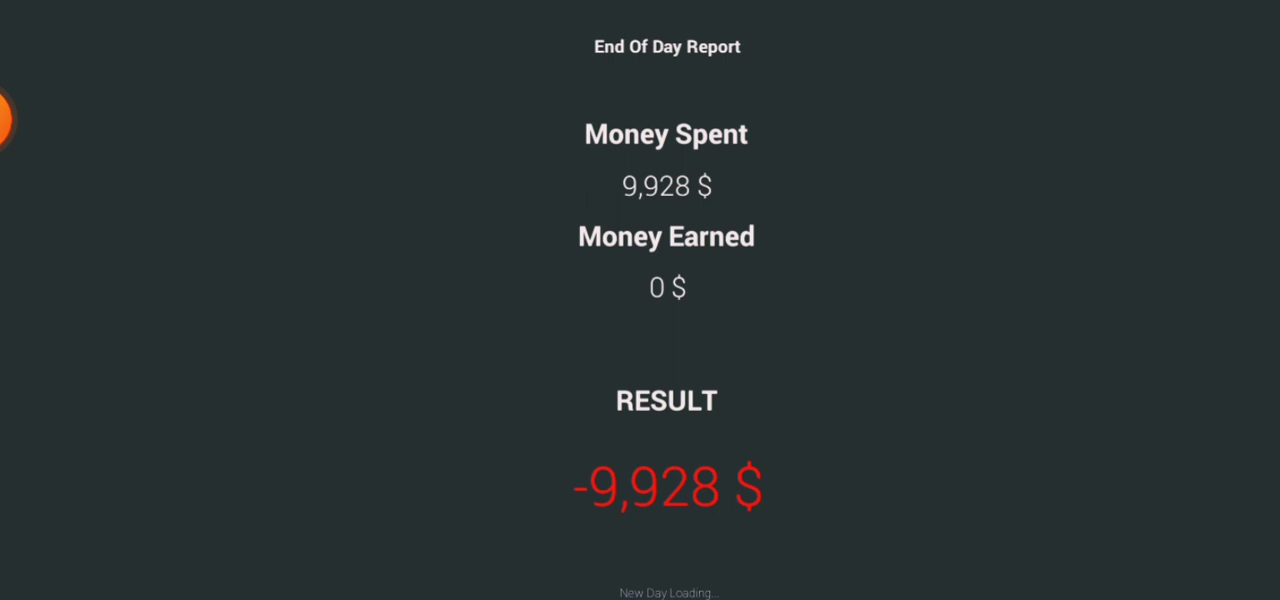 End Of Day Report
Money Spent
9,928 $
Money Earned
0 $
RESULT
-9,928 $
New Day Loading...